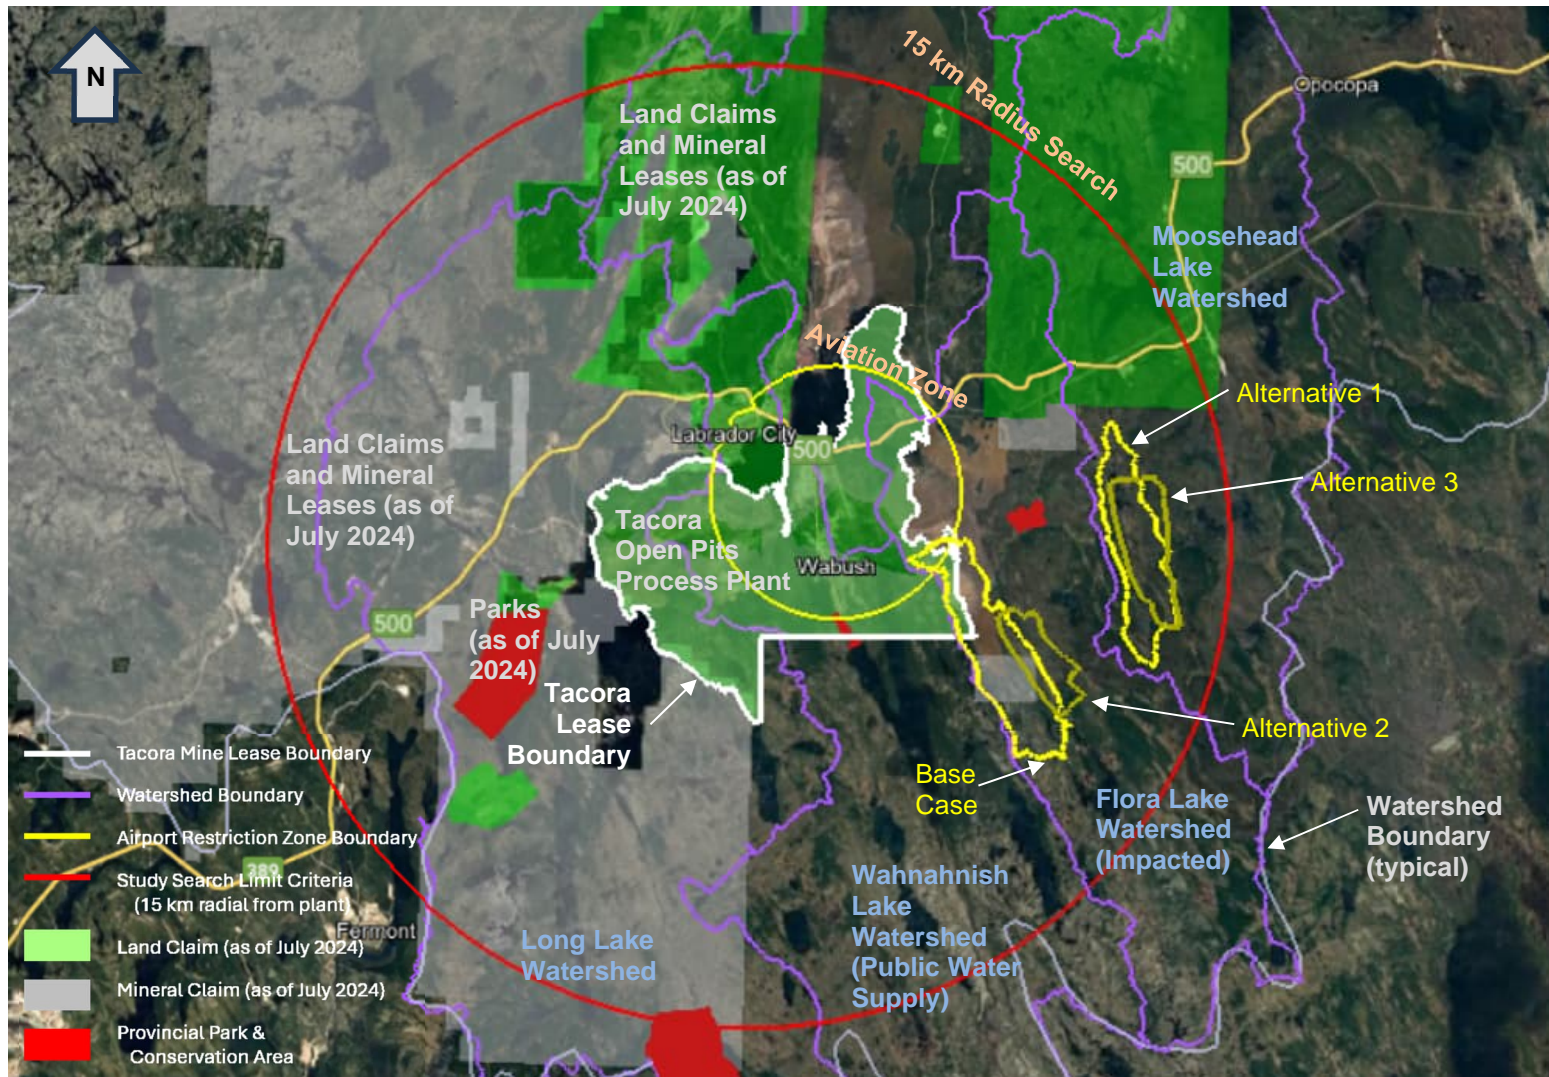 N
15 km Radius Search
Opocopa
500
Land Claims
and Mineral
Leases (as of
July 2024)
Moosehead
Lake
Watershed
Aviation Zone
Alternative 1
Labrador City
500
Land Claims
and Mineral
Leases (as of
July 2024)
Alternative 3
Tacora
Open Pits
Process Plant
Wabush
500
Parks
(as of July
2024)
Tacora
Lease
Boundary
Alternative 2
Base
Case
Flora Lake
Watershed
(Impacted)
Watershed
Boundary
(typical)
Wahnahnish
Lake
Watershed
(Public Water
Supply)
Long Lake
Watershed
389
Fermont
Tacora Mine Lease Boundary
Watershed Boundary
Airport Restriction Zone Boundary
Study Search Limit Criteria
(15 km radial from plant)
Land Claim (as of July 2024)
Mineral Claim (as of July 2024)
Provincial Park &
Conservation Area